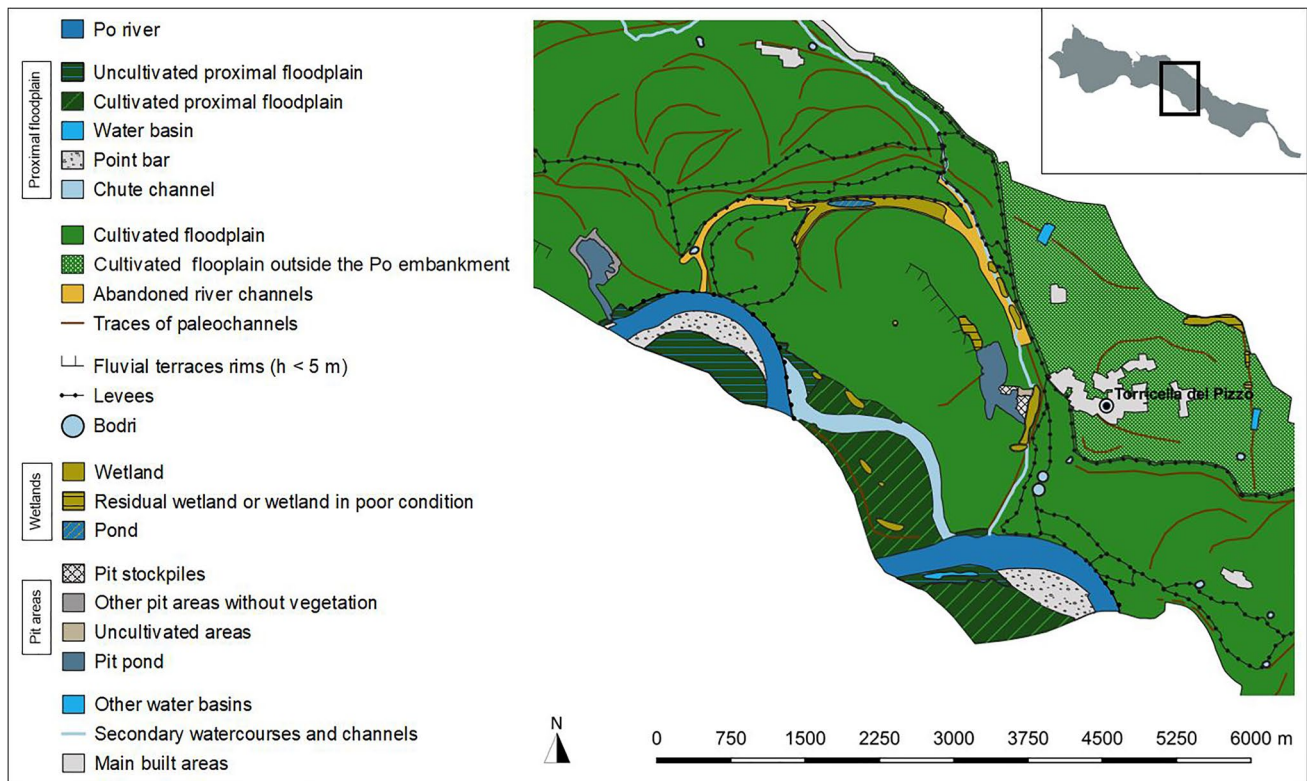 Po river
Proximal floodplain
Uncultivated proximal floodplain
Cultivated proximal floodplain
Water basin
Point bar
Chute channel
Cultivated floodplain
Cultivated flooplain outside the Po embankment
Abandoned river channels
Traces of paleochannels
Fluvial terraces rims (h < 5 m)
Levees
Bodri
Wetlands
Wetland
Residual wetland or wetland in poor condition
Pond
Pit areas
Pit stockpiles
Other pit areas without vegetation
Uncultivated areas
Pit pond
Other water basins
Secondary watercourses and channels
Main built areas
Torricella del Pizzo
N
0 750 1500 2250 3000 3750 4500 5250 6000 m